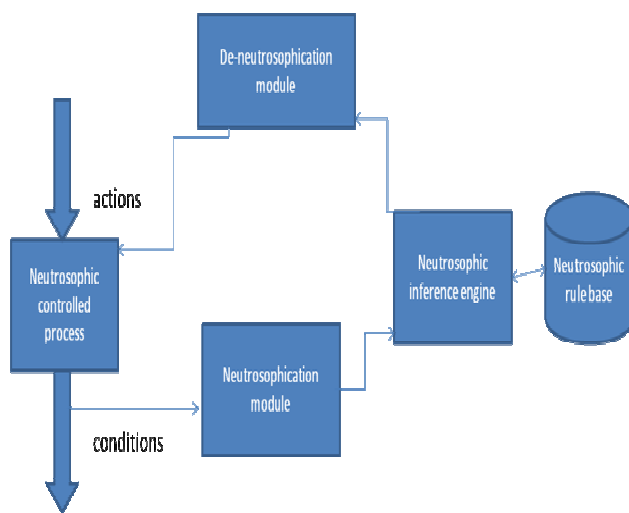 De-neutrosophication
module
actions
Neutrosophic
controlled
process
Neutrosophic
inference engine
Neutrosophic
rule base
Neutrosophication
module
conditions